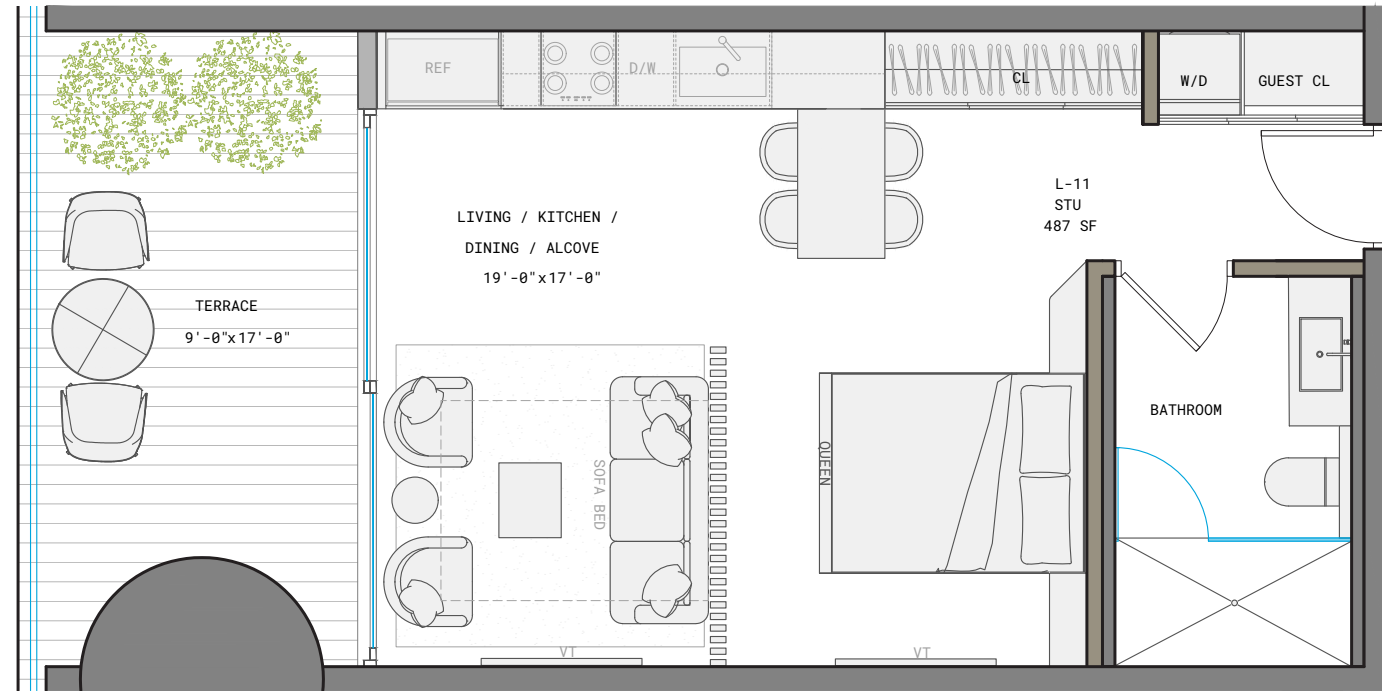 REF
D/W
CL
W/D
GUEST CL
L-11
STU
487 SF
LIVING / KITCHEN /
DINING / ALCOVE
19'-0"x17'-0"
TERRACE
9'-0"x17'-0"
BATHROOM
QUEEN
SOFA BED
VT
VT